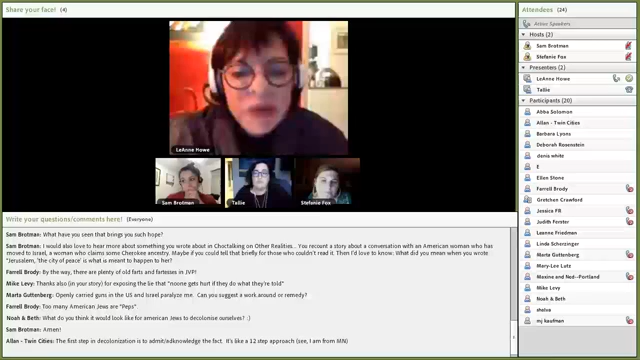 Share your face! (4)
LeAnne Howe
Sam Brotman
Tallie
Stefanie Fox
Write your questions/comments here! (Everyone)
Sam Brotman: What have you seen that brings you such hope?
Sam Brotman: I would also love to hear more about something you wrote about in Choctalking on Other Realities... You recount a story about a conversation with an American woman who has
moved to Israel, a woman who claims some Cherokee ancestry. Maybe if you could tell that briefly for those who couldn't read it. Then I'd love to know: What did you mean when you wrote
"Jerusalem, 'the city of peace' is what is meant to happen to her?
Farrell Brody: By the way, there are plenty of old farts and fartesses in JVP!
Mike Levy: Thanks also (in your story) for exposing the lie that "noone gets hurt if they do what they're told"
Marta Guttenberg: Openly carried guns in the US and Israel paralyze me. Can you suggest a work around or remedy?
Farrell Brody: Too many American Jews are "Peps"
Noah & Beth: What do you think it would look like for american Jews to decolonise ourselves? :)
Sam Brotman: Amen!
Allan - Twin Cities: The first step in decolonization is to admit/adknowledge the fact. It's like a 12 step approach (see, I am from MN)
Attendees (24)
Active Speakers
Hosts (2)
Sam Brotman
Stefanie Fox
Presenters (2)
LeAnne Howe
Tallie
Participants (20)
Abba Solomon
Allan - Twin Cities
Barbara Lyons
Deborah Rosenstein
denis white
E
Ellen Stone
Farrell Brody
Gretchen Crawford
Jessica FR
Judith Forster
Leanne Friedman
Linda Scherzinger
Marta Guttenberg
Mary-Lee Lutz
Maxine and Ned--Portland
Mike Levy
Noah & Beth
shelva
mj kaufman